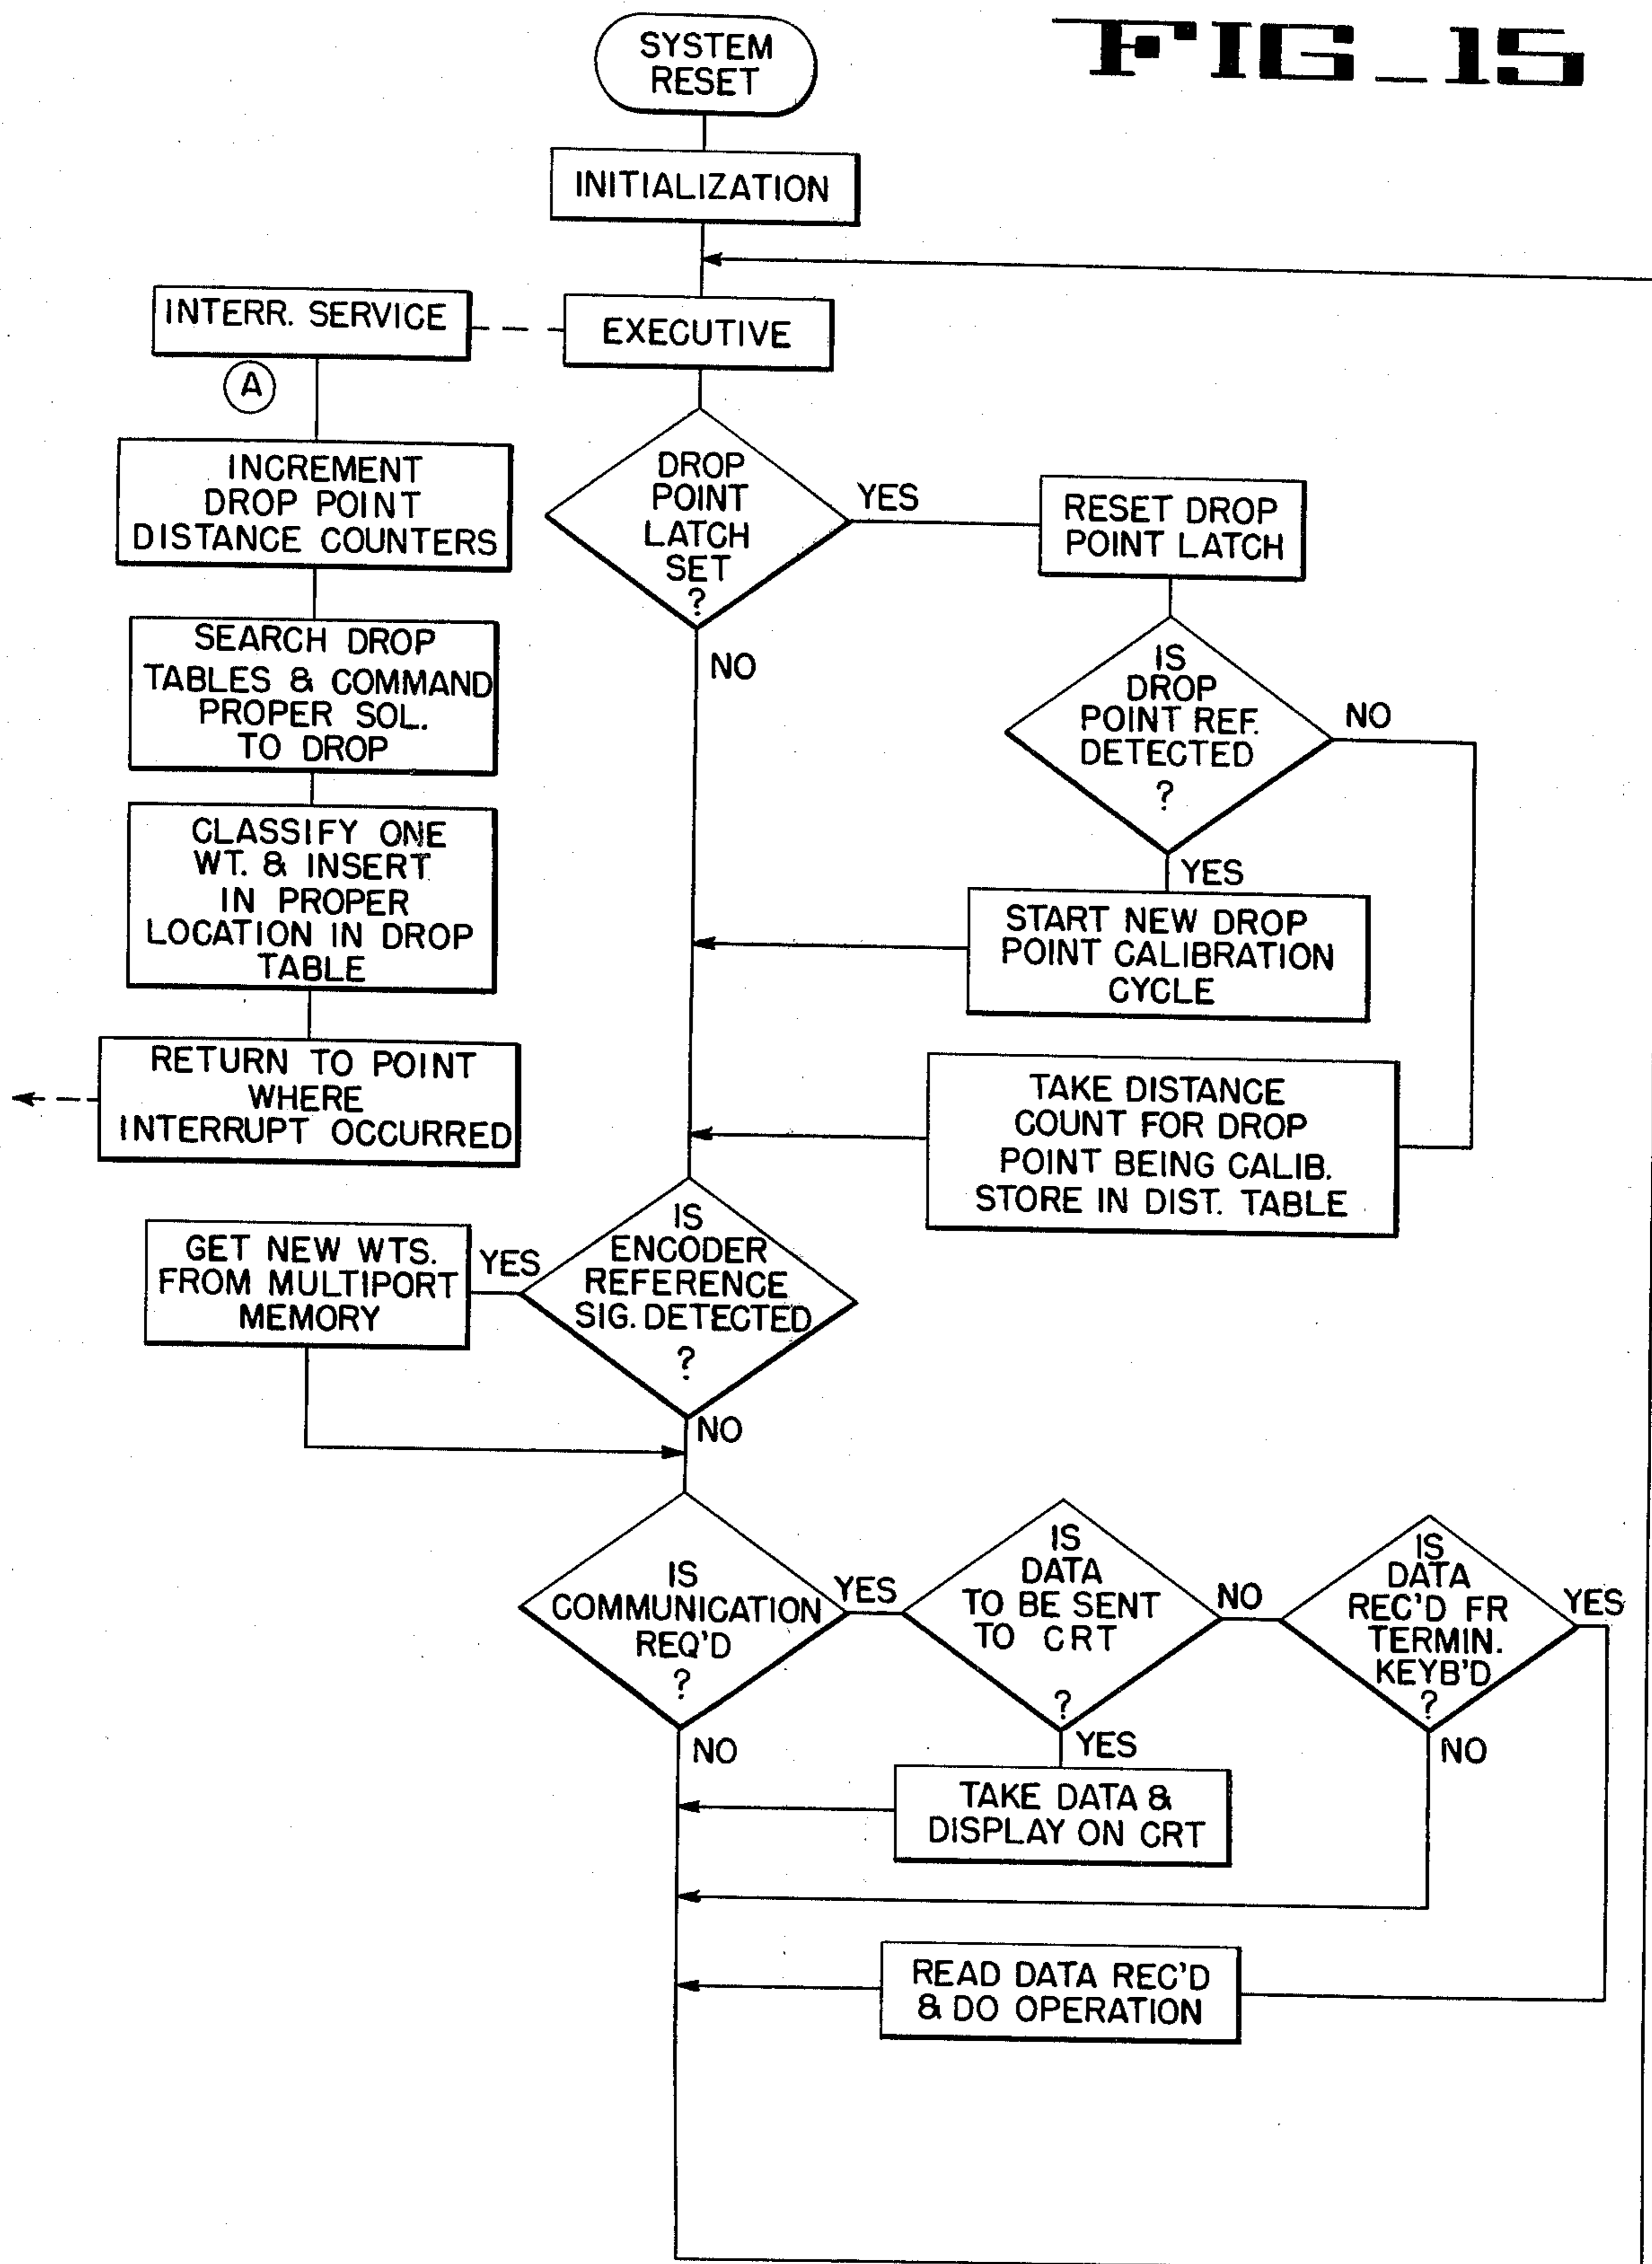 FIG_15
SYSTEM
RESET
INITIALIZATION
INTERR. SERVICE
EXECUTIVE
A
INCREMENT
DROP POINT
DISTANCE COUNTERS
SEARCH DROP
TABLES & COMMAND
PROPER SOL.
TO DROP
CLASSIFY ONE
WT. & INSERT
IN PROPER
LOCATION IN DROP
TABLE
RETURN TO POINT
WHERE
INTERRUPT OCCURRED
DROP
POINT
LATCH
SET
?
YES
NO
RESET DROP
POINT LATCH
IS
DROP
POINT REF.
DETECTED
?
NO
YES
START NEW DROP
POINT CALIBRATION
CYCLE
TAKE DISTANCE
COUNT FOR DROP
POINT BEING CALIB.
STORE IN DIST. TABLE
IS
ENCODER
REFERENCE
SIG. DETECTED
?
YES
GET NEW WTS.
FROM MULTIPORT
MEMORY
NO
IS
COMMUNICATION
REQ'D
?
YES
NO
IS
DATA
TO BE SENT
TO CRT
?
NO
YES
IS
DATA
REC'D FR
TERMIN.
KEYB'D
?
YES
NO
TAKE DATA &
DISPLAY ON CRT
READ DATA REC'D
& DO OPERATION